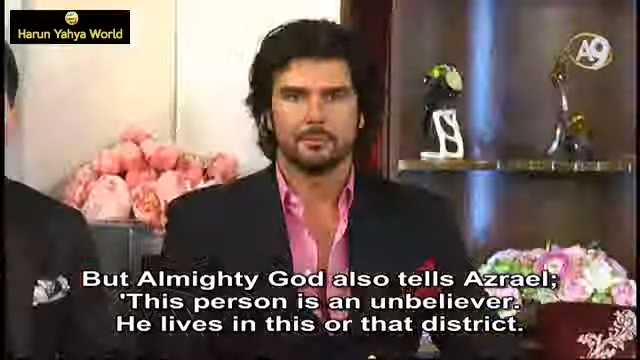 Harun Yahya World
A9
But Almighty God also tells Azrael;
'This person is an unbeliever.
He lives in this or that district.